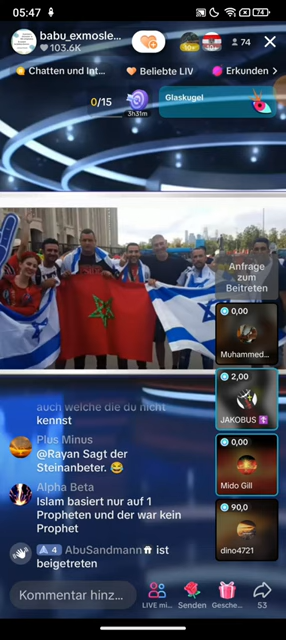 05:47
74
babu_exmosle...
103.6K
74
Chatten und Int...
Beliebte LIV
Erkunden >
0/15
3h31m
Glaskugel
Anfrage
zum
Beitreten
0,00
Muhammed...
2,00
JAKOBUS ✝️
0,00
Mido Gill
90,0
dino4721
auch welche die du nicht
kennst
Plus Minus
@Rayan Sagt der
Steinanbeter. 😂
Alpha Beta
Islam basiert nur auf 1
Propheten und der war kein
Prophet
4 AbuSandmann ist
beigetreten
Kommentar hinz...
LIVE mi...
Senden
Gesche...
53